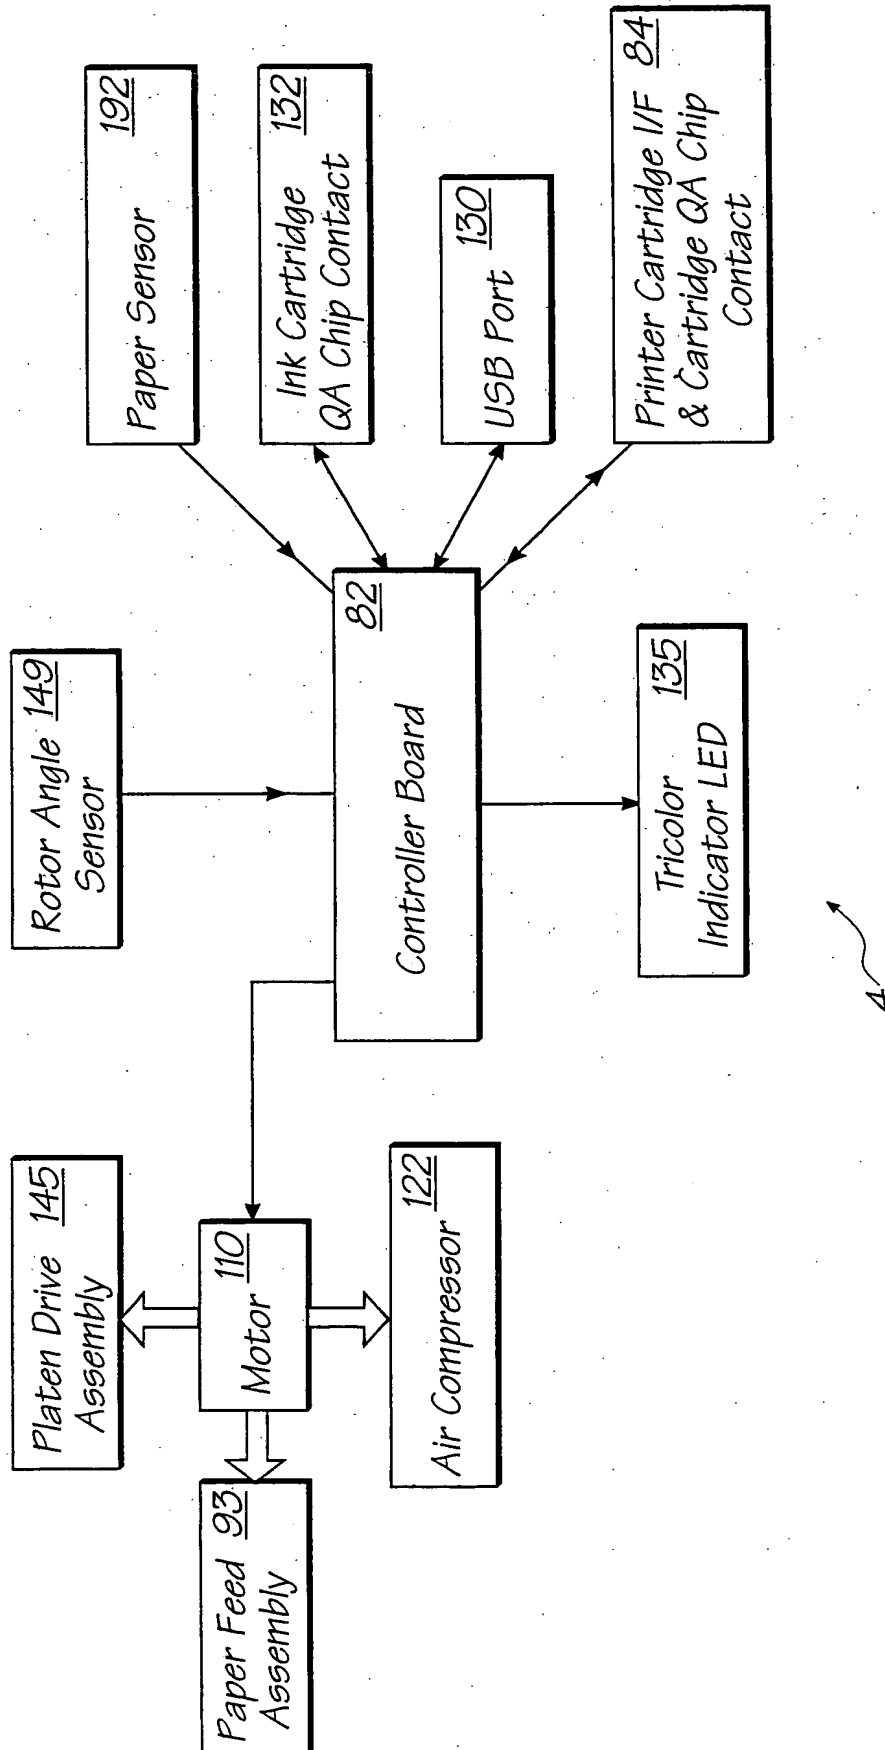 Paper Feed 93
Assembly
Platen Drive 145
Assembly
Motor 110
Air Compressor 122
Rotor Angle 149
Sensor
Controller Board 82
Tricolor 135
Indicator LED
Paper Sensor 192
Ink Cartridge 132
QA Chip Contact
USB Port 130
Printer Cartridge I/F 84
& Cartridge QA Chip
Contact
4